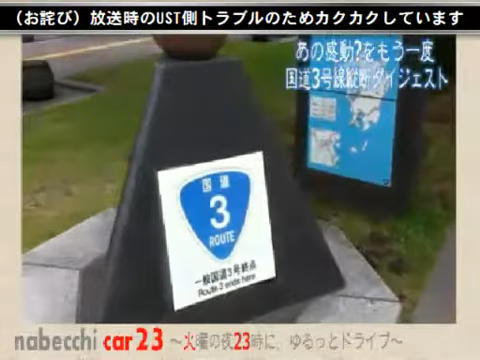 （お詫び）放送時のUST側トラブルのためカクカクしています
あの感動?をもう一度
国道3号線縦断ダイジェスト
国道
3
ROUTE
一般国道3号終点
Route 3 ends here
nabecchi car23 ～火曜の夜23時に、ゆるっとドライブ～